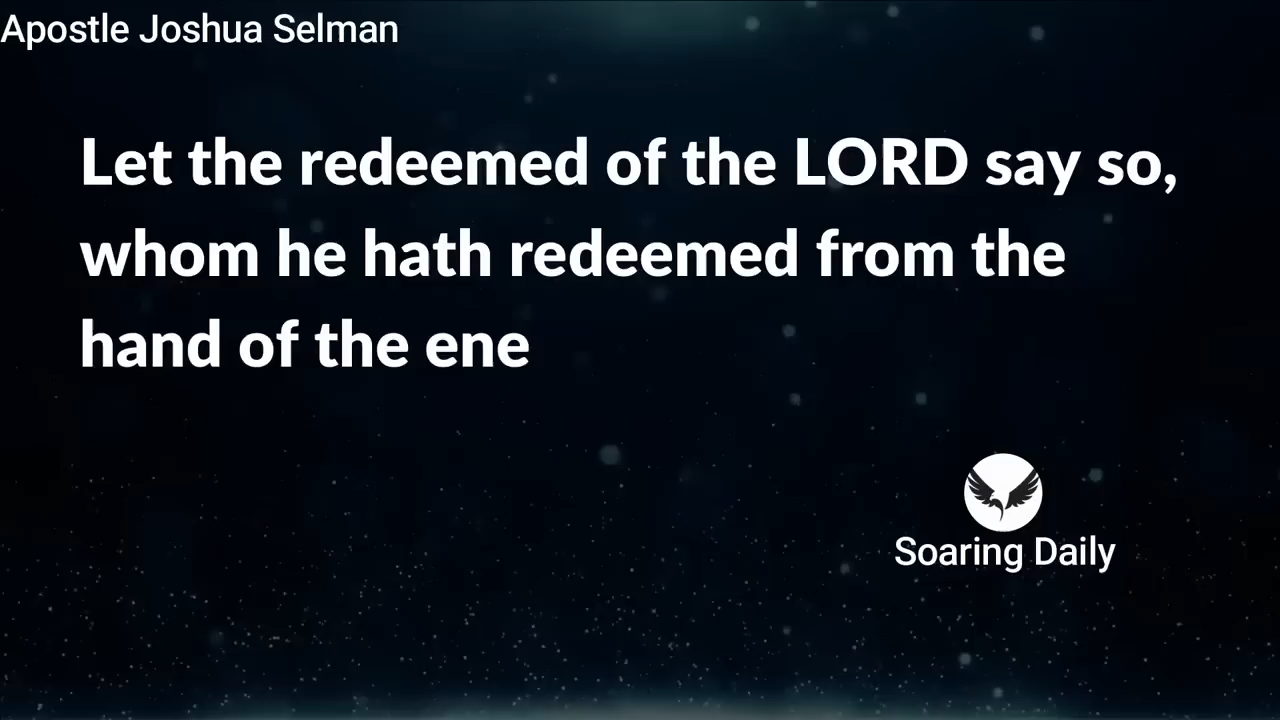 Apostle Joshua Selman
Let the redeemed of the LORD say so,
whom he hath redeemed from the
hand of the ene
Soaring Daily